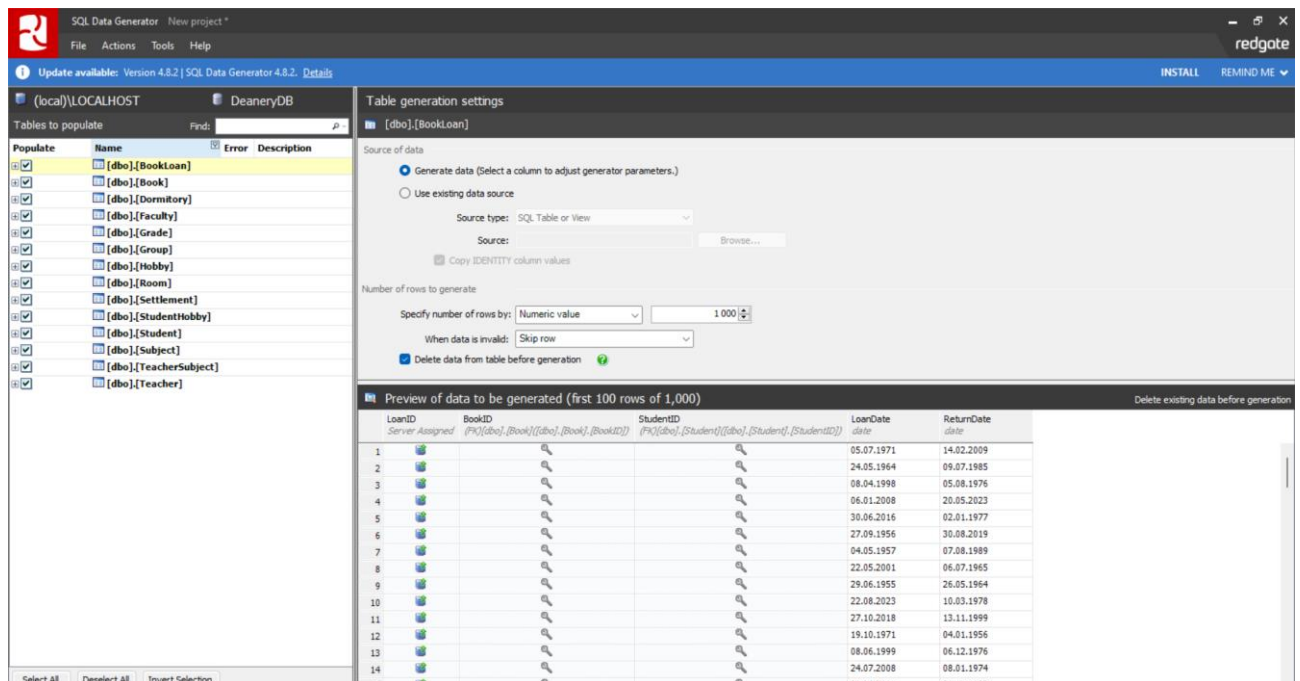 SQL Data Generator New project *
File Actions Tools Help
redgate
Update available: Version 4.8.2 | SQL Data Generator 4.8.2. Details
INSTALL REMIND ME
(local)\LOCALHOST DeaneryDB
Tables to populate Find:
Populate Name Error Description
[dbo].[BookLoan]
[dbo].[Book]
[dbo].[Dormitory]
[dbo].[Faculty]
[dbo].[Grade]
[dbo].[Group]
[dbo].[Hobby]
[dbo].[Room]
[dbo].[Settlement]
[dbo].[StudentHobby]
[dbo].[Student]
[dbo].[Subject]
[dbo].[TeacherSubject]
[dbo].[Teacher]
Select All Deselect All Invert Selection
Table generation settings
[dbo].[BookLoan]
Source of data
Generate data (Select a column to adjust generator parameters.)
Use existing data source
Source type: SQL Table or View
Source: Browse...
Copy IDENTITY column values
Number of rows to generate
Specify number of rows by: Numeric value 1 000
When data is invalid: Skip row
Delete data from table before generation
Preview of data to be generated (first 100 rows of 1,000) Delete existing data before generation
LoanID BookID StudentID LoanDate ReturnDate
Server Assigned (FK)[dbo].[Book]([dbo].[Book].[BookID]) (FK)[dbo].[Student]([dbo].[Student].[StudentID]) date date
1 05.07.1971 14.02.2009
2 24.05.1964 09.07.1985
3 08.04.1998 05.08.1976
4 06.01.2008 20.05.2023
5 30.06.2016 02.01.1977
6 27.09.1956 30.08.2019
7 04.05.1957 07.08.1989
8 22.05.2001 06.07.1965
9 29.06.1955 26.05.1964
10 22.08.2023 10.03.1978
11 27.10.2018 13.11.1999
12 19.10.1971 04.01.1956
13 08.06.1999 06.12.1976
14 24.07.2008 08.01.1974